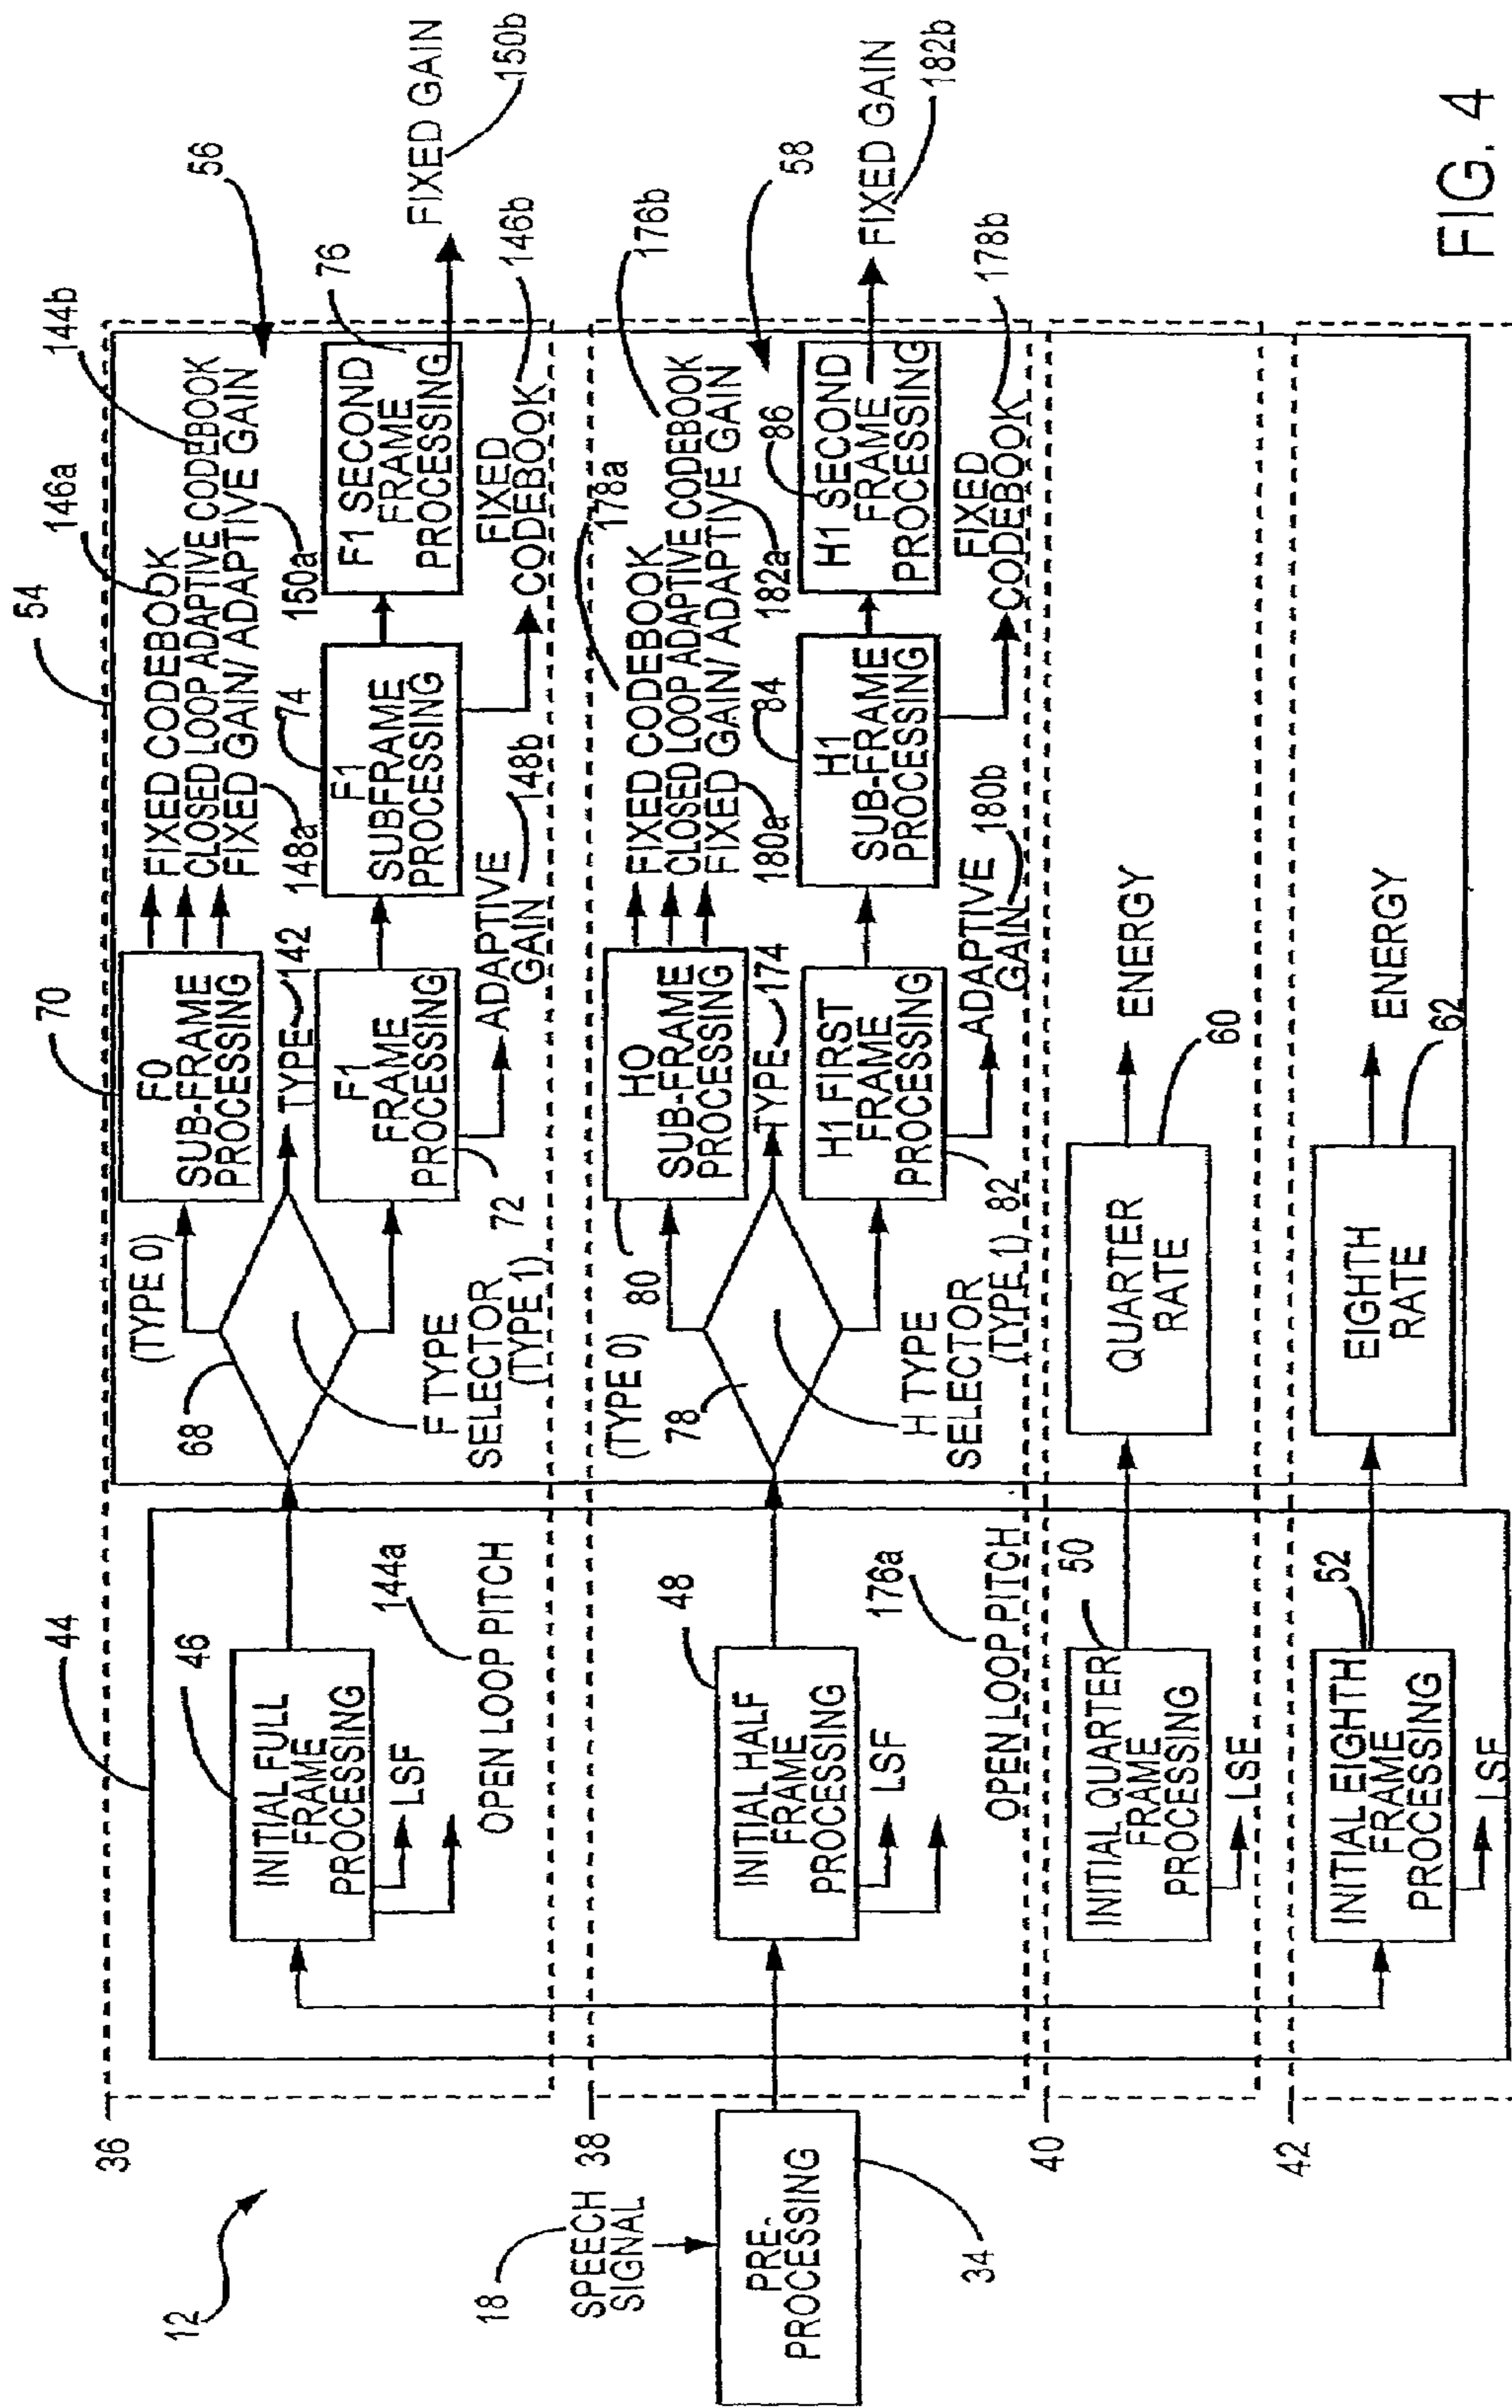 12
18
SPEECH
SIGNAL
PRE-
PROCESSING
34
36
38
40
42
44
46
INITIAL FULL
FRAME
PROCESSING
LSF
144a
OPEN LOOP PITCH
48
INITIAL HALF
FRAME
PROCESSING
LSF
176a
OPEN LOOP PITCH
50
INITIAL QUARTER
FRAME
PROCESSING
LSF
52
INITIAL EIGHTH
FRAME
PROCESSING
LSF
54
(TYPE 0)
68
F TYPE
SELECTOR
(TYPE 1)
70
F0
SUB-FRAME
PROCESSING
TYPE 142
F1
FRAME
PROCESSING
72
ADAPTIVE
GAIN
148b
146a
144b
56
FIXED CODEBOOK
CLOSED LOOP ADAPTIVE CODEBOOK
FIXED GAIN/ ADAPTIVE GAIN
148a
150a
74
F1
SUBFRAME
PROCESSING
76
F1 SECOND
FRAME
PROCESSING
FIXED
CODEBOOK
146b
FIXED GAIN
150b
(TYPE 0)
78
80
H TYPE
SELECTOR
(TYPE 1)
82
H0
SUB-FRAME
PROCESSING
TYPE 174
H1 FIRST
FRAME
PROCESSING
ADAPTIVE
GAIN
180b
178a
176b
58
FIXED CODEBOOK
CLOSED LOOP ADAPTIVE CODEBOOK
FIXED GAIN/ ADAPTIVE GAIN
180a
182a
84
H1
SUB-FRAME
PROCESSING
86
H1 SECOND
FRAME
PROCESSING
FIXED
CODEBOOK
178b
FIXED GAIN
182b
QUARTER
RATE
60
ENERGY
EIGHTH
RATE
62
ENERGY
FIG. 4